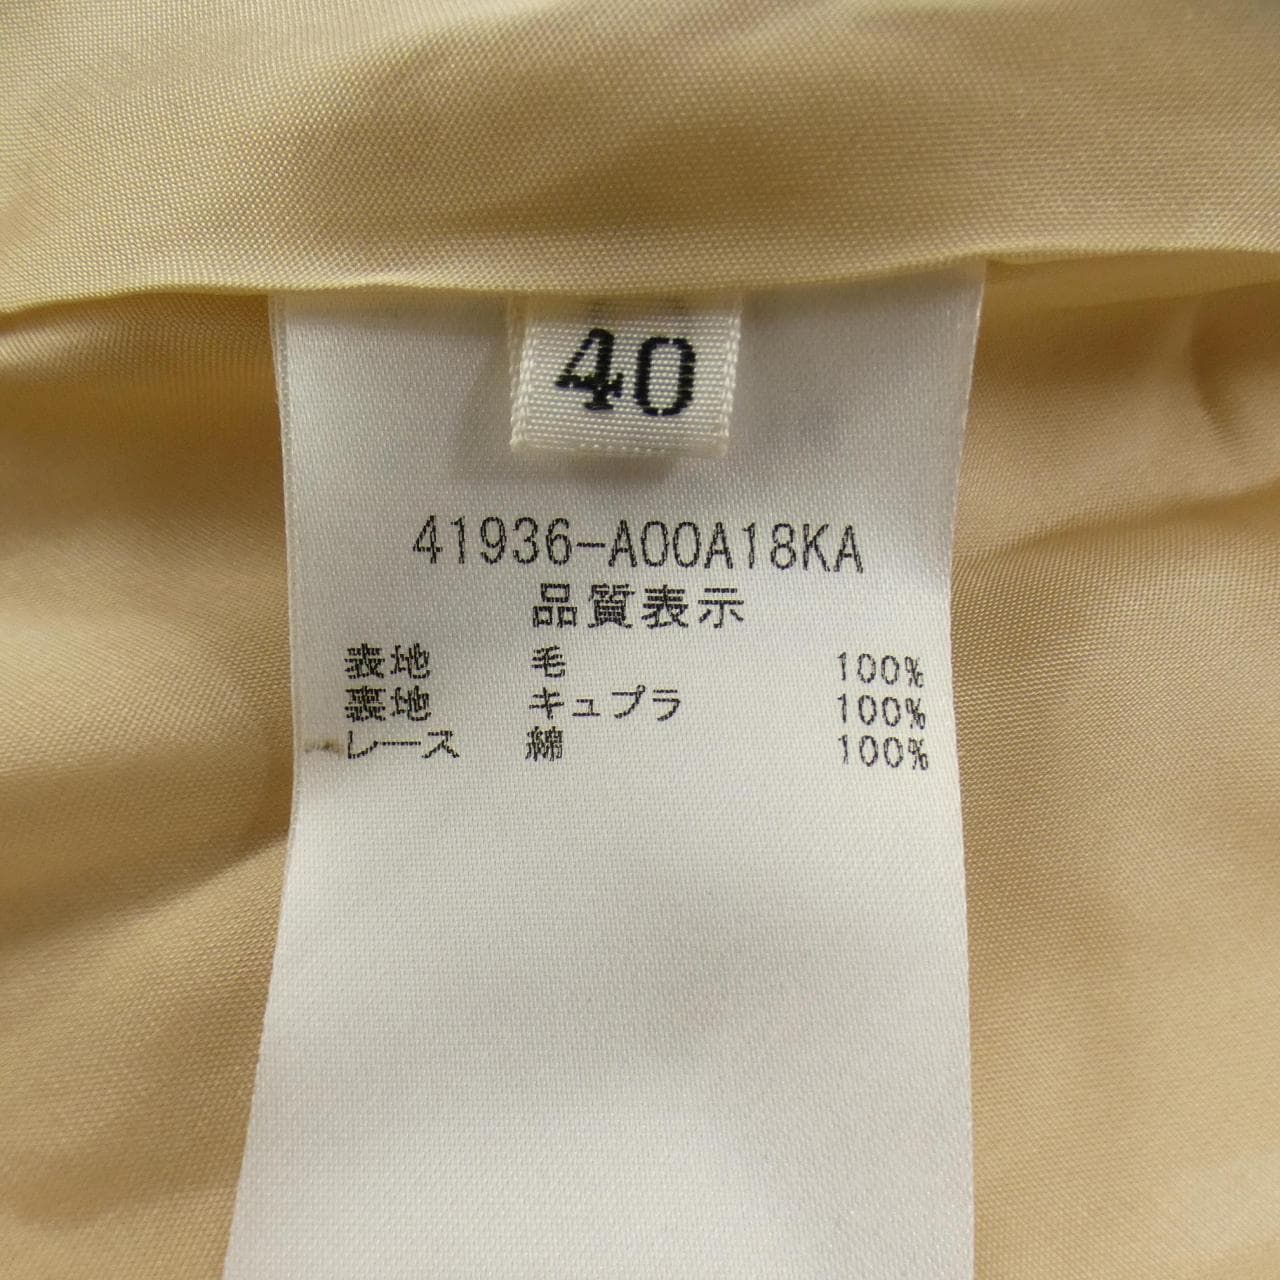 40
41936-A00A18KA
品質表示
表地 毛 100%
裏地 キュプラ 100%
レース 綿 100%